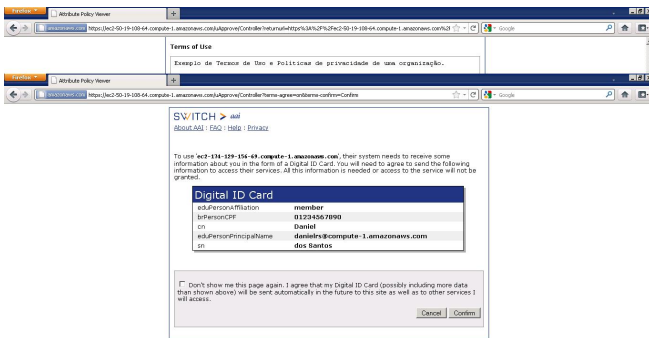 Firefox
Attribute Policy Viewer
+
amazonaws.com https://ec2-50-19-108-64.compute-1.amazonaws.com/uApprove/Controller?returnurl=https%3A%2F%2Fec2-50-19-108-64.compute-1.amazonaws.com%2f
Google
Terms of Use
Exemplo de Termos de Uso e Politicas de privacidade de uma organização.
Firefox
Attribute Policy Viewer
+
amazonaws.com https://ec2-50-19-108-64.compute-1.amazonaws.com/uApprove/Controller?terms-agree=on&terms-confirm=Confirm
Google
SWITCH > aai
About AAI : FAQ : Help : Privacy
To use 'ec2-174-129-156-69.compute-1.amazonaws.com', their system needs to receive some
information about you in the form of a Digital ID Card. You will need to agree to send the following
information to access their services. All this information is needed or access to the service will not be
granted.
Digital ID Card
eduPersonAffiliation member
brPersonCPF 01234567890
cn Daniel
eduPersonPrincipalName danielrs@compute-1.amazonaws.com
sn dos Santos
Don't show me this page again. I agree that my Digital ID Card (possibly including more data
than shown above) will be sent automatically in the future to this site as well as to other services I
will access.
Cancel Confirm